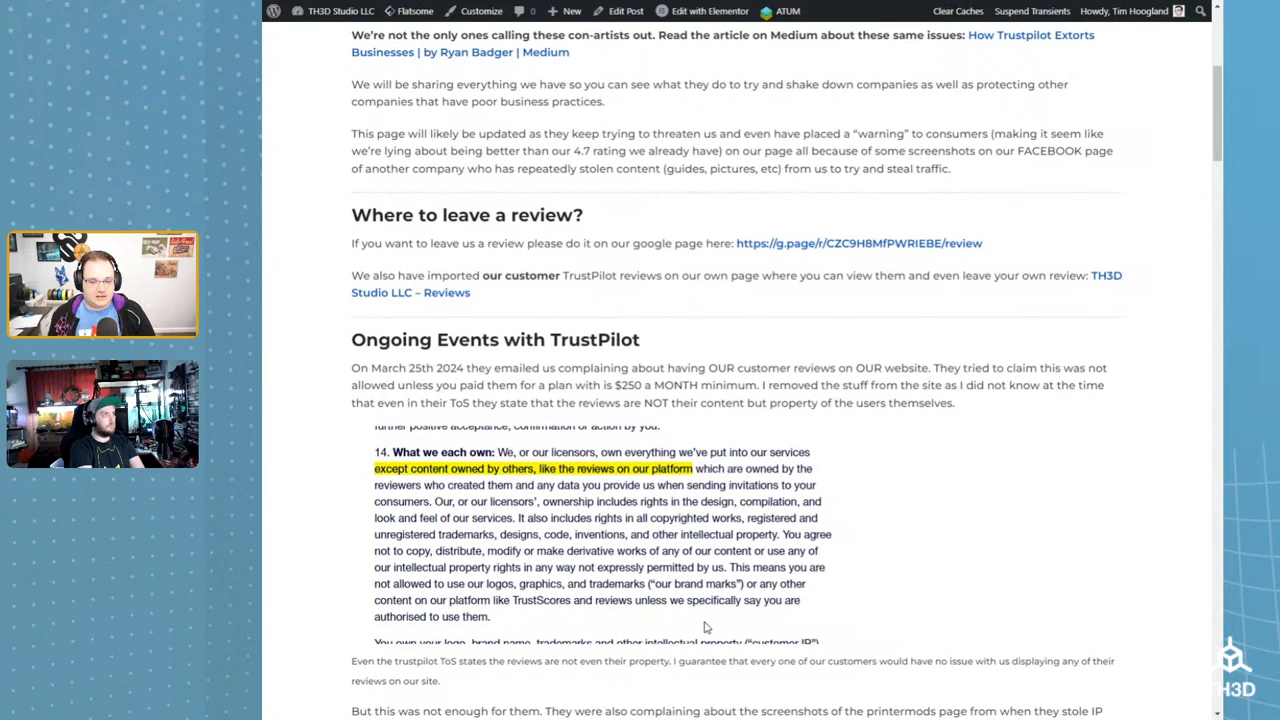 TH3D Studio LLC Flatsome Customize 0 New Edit Post Edit with Elementor ATUM Clear Caches Suspend Transients Howdy, Tim Hoogland
We're not the only ones calling these con-artists out. Read the article on Medium about these same issues: How Trustpilot Extorts
Businesses | by Ryan Badger | Medium
We will be sharing everything we have so you can see what they do to try and shake down companies as well as protecting other
companies that have poor business practices.
This page will likely be updated as they keep trying to threaten us and even have placed a "warning" to consumers (making it seem like
we're lying about being better than our 4.7 rating we already have) on our page all because of some screenshots on our FACEBOOK page
of another company who has repeatedly stolen content (guides, pictures, etc) from us to try and steal traffic.
Where to leave a review?
If you want to leave us a review please do it on our google page here: https://g.page/r/CZC9H8MfPWRIEBE/review
We also have imported our customer TrustPilot reviews on our own page where you can view them and even leave your own review: TH3D
Studio LLC – Reviews
Ongoing Events with TrustPilot
On March 25th 2024 they emailed us complaining about having OUR customer reviews on OUR website. They tried to claim this was not
allowed unless you paid them for a plan with is $250 a MONTH minimum. I removed the stuff from the site as I did not know at the time
that even in their ToS they state that the reviews are NOT their content but property of the users themselves.
further positive acceptance, confirmation or action by you.
14. What we each own: We, or our licensors, own everything we've put into our services
except content owned by others, like the reviews on our platform which are owned by the
reviewers who created them and any data you provide us when sending invitations to your
consumers. Our, or our licensors', ownership includes rights in the design, compilation, and
look and feel of our services. It also includes rights in all copyrighted works, registered and
unregistered trademarks, designs, code, inventions, and other intellectual property. You agree
not to copy, distribute, modify or make derivative works of any of our content or use any of
our intellectual property rights in any way not expressly permitted by us. This means you are
not allowed to use our logos, graphics, and trademarks ("our brand marks") or any other
content on our platform like TrustScores and reviews unless we specifically say you are
authorised to use them.
You own your logo, brand name, trademarks and other intellectual property ("customer IP")
Even the trustpilot ToS states the reviews are not even their property. I guarantee that every one of our customers would have no issue with us displaying any of their
reviews on our site.
But this was not enough for them. They were also complaining about the screenshots of the printermods page from when they stole IP
TH3D